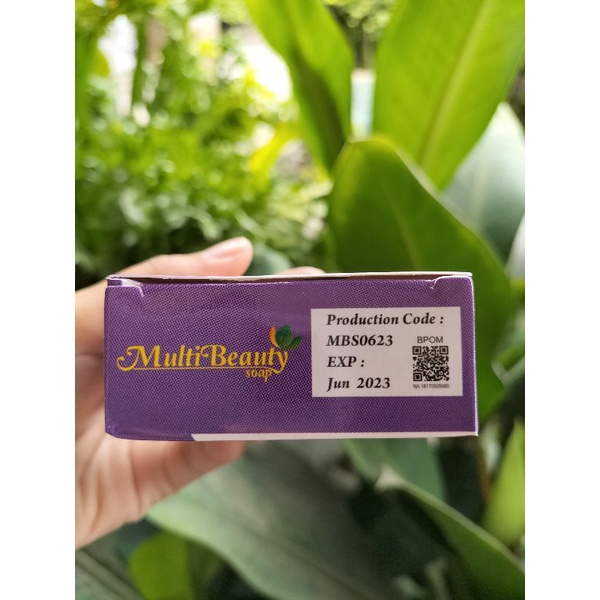 MultiBeauty
soap
Production Code :
MBS0623
EXP :
Jun 2023
BPOM